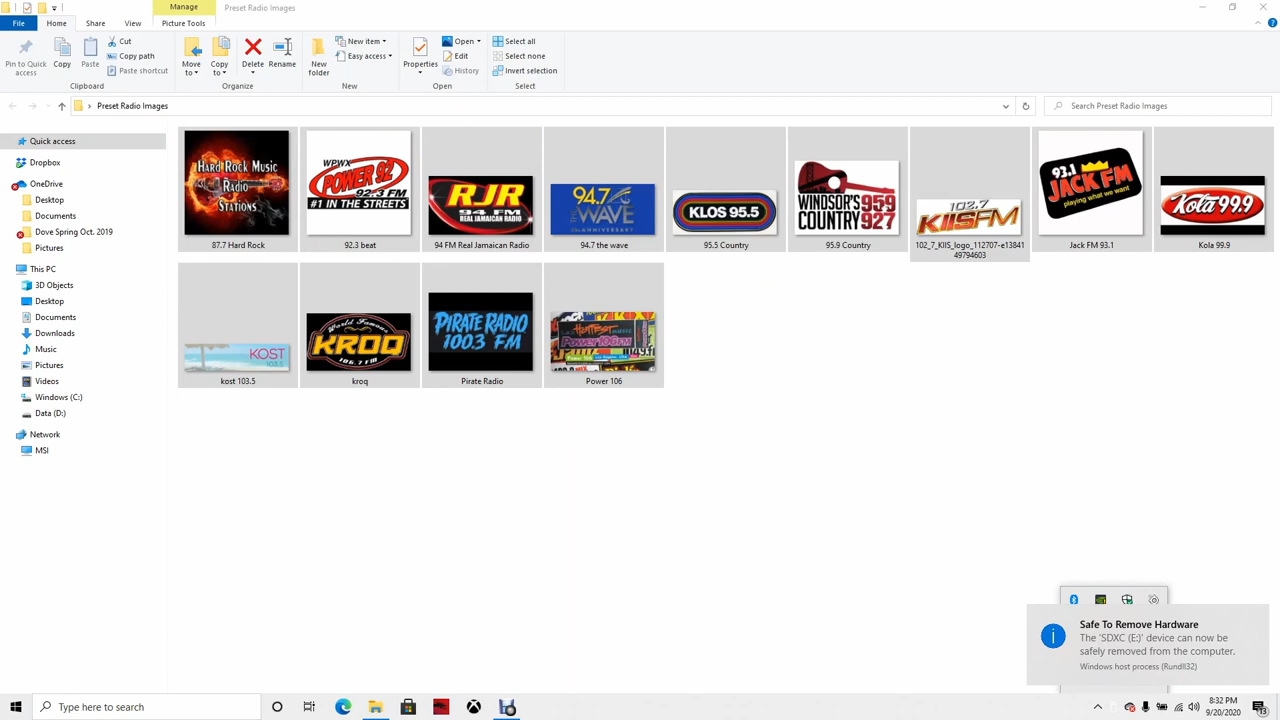 Manage
Preset Radio Images
File
Home
Share
View
Picture Tools
Pin to Quick
access
Copy
Paste
Cut
Copy path
Paste shortcut
Clipboard
Move
to
Copy
to
Delete
Rename
Organize
New
folder
New item
Easy access
New
Properties
Open
Edit
History
Open
Select all
Select none
Invert selection
Select
Preset Radio Images
Search Preset Radio Images
Quick access
Dropbox
OneDrive
Desktop
Documents
Dove Spring Oct. 2019
Pictures
This PC
3D Objects
Desktop
Documents
Downloads
Music
Pictures
Videos
Windows (C:)
Data (D:)
Network
MSI
HARD ROCK MUSIC
RADIO
STATIONS
87.7 Hard Rock
WPWX
POWER 92
92·3 FM
#1 IN THE STREETS
92.3 beat
RJR
94 FM
REAL JAMAICAN RADIO
94 FM Real Jamaican Radio
94.7
THE
WAVE
94.7 the wave
KLOS 95.5
95.5 Country
WINDSOR'S 959
COUNTRY 927
95.9 Country
102.7
KIIS FM
102_7_KIIS_logo_112707-e13841
49794603
93.1
JACK FM
playing what we want
Jack FM 93.1
Kola 99.9
Kola 99.9
KOST
103.5
kost 103.5
World Famous
KROQ
106.7 FM
kroq
PIRATE RADIO
100.3 FM
Pirate Radio
HOTTEST
Power106FM
Power 106
Safe To Remove Hardware
The 'SDXC (E:)' device can now be
safely removed from the computer.
Windows host process (Rundll32)
Type here to search
8:32 PM
9/20/2020
13